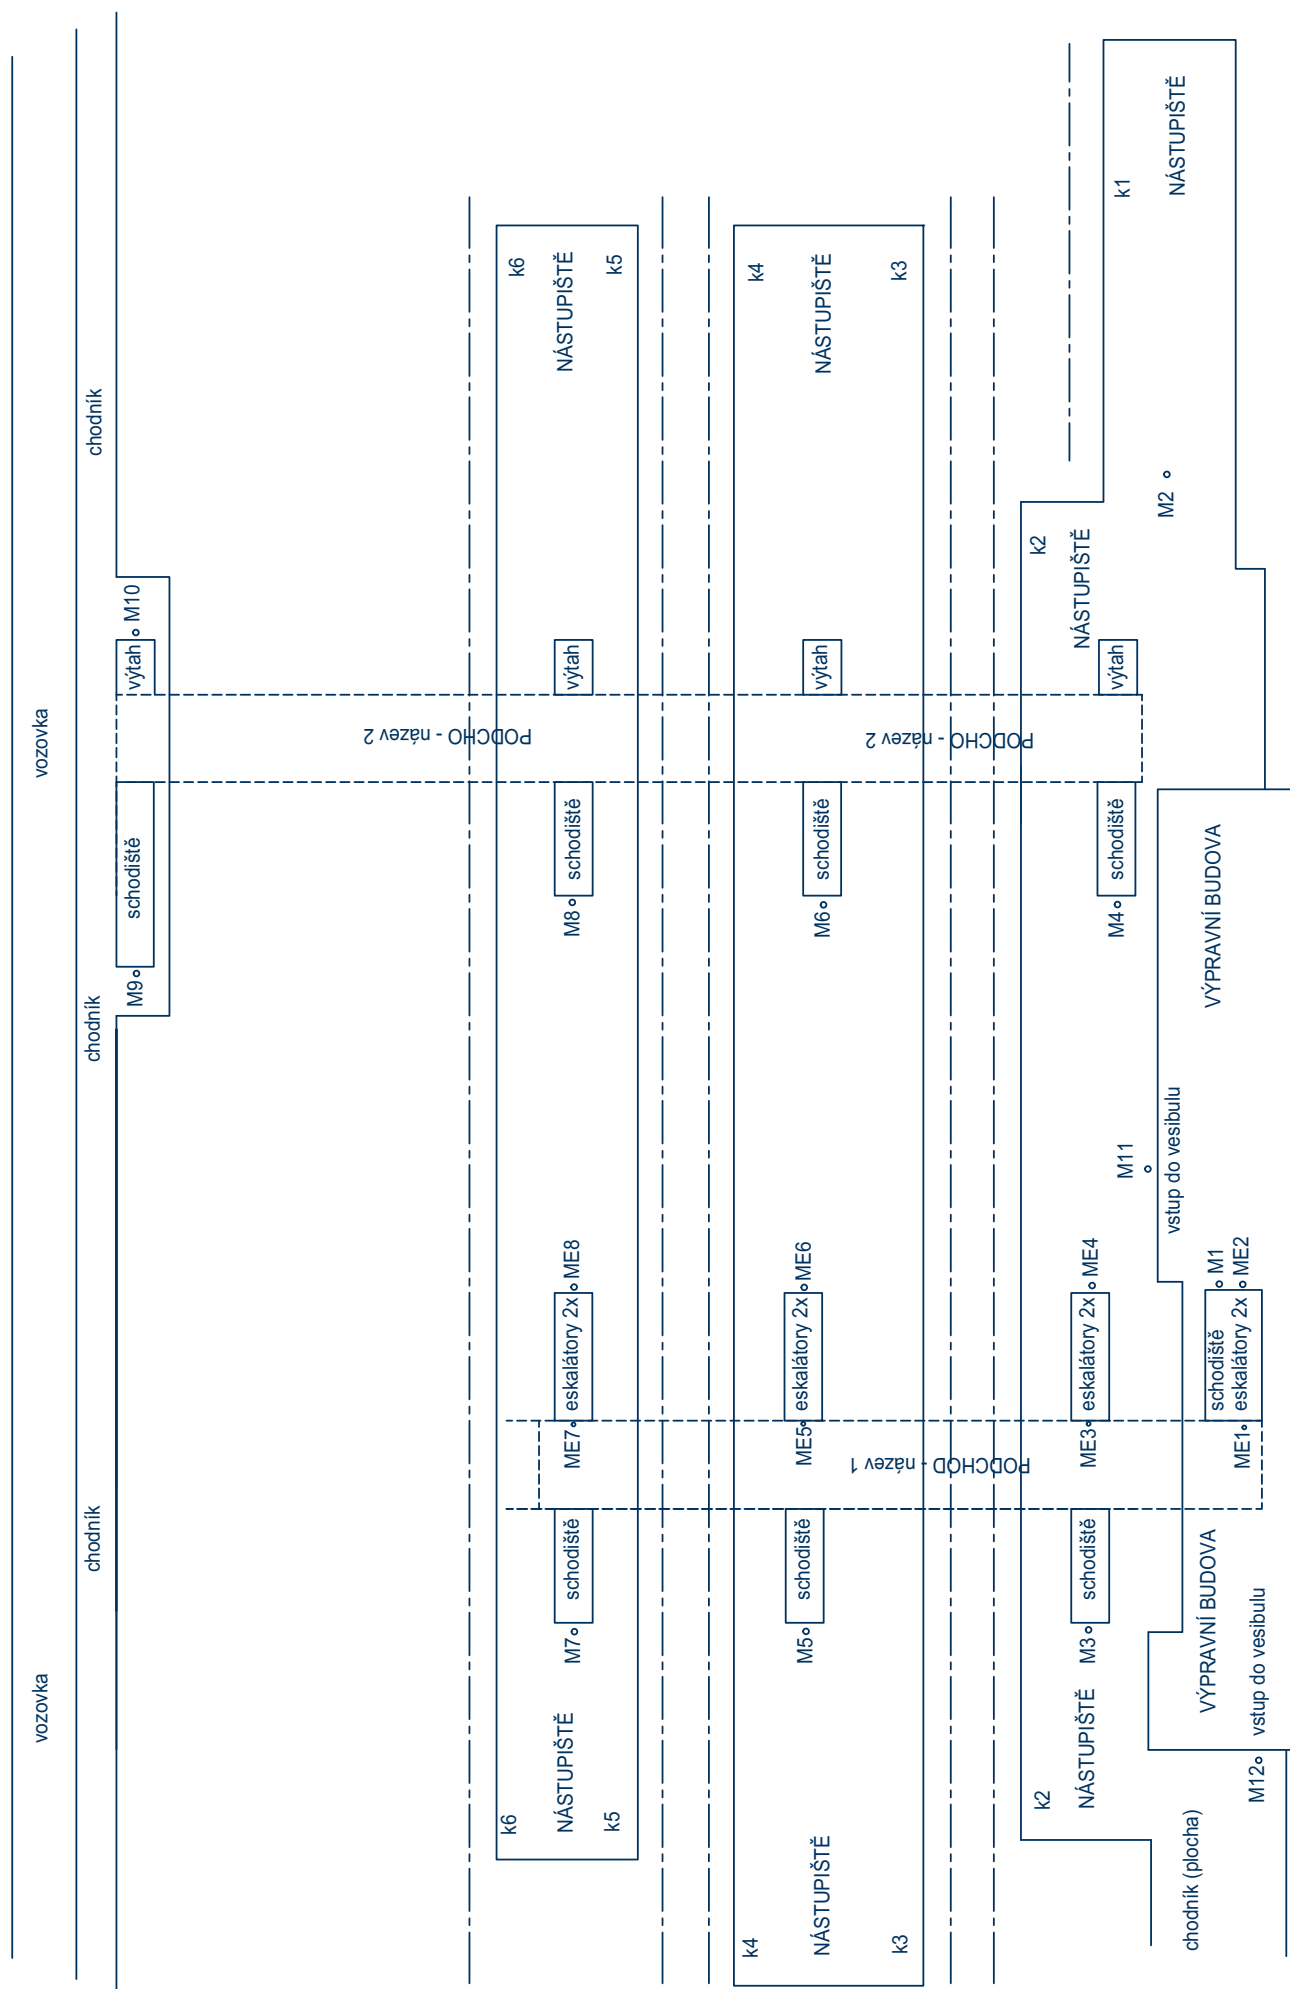 vozovka
vozovka
chodník
chodník
chodník
schodiště
výtah
M9
M10
k6
NÁSTUPIŠTĚ
k5
M7
schodiště
ME7
eskalátory 2x
ME8
M8
schodiště
výtah
k6
NÁSTUPIŠTĚ
k5
PODCHO - název 2
k4
NÁSTUPIŠTĚ
k3
M5
schodiště
ME5
eskalátory 2x
ME6
M6
schodiště
výtah
k4
NÁSTUPIŠTĚ
k3
PODCHOD - název 1
PODCHO - název 2
k2
NÁSTUPIŠTĚ
M3
schodiště
ME3
eskalátory 2x
ME4
M4
schodiště
výtah
k2
NÁSTUPIŠTĚ
k1
NÁSTUPIŠTĚ
M2
M11
vstup do vesibulu
chodník (plocha)
VÝPRAVNÍ BUDOVA
VÝPRAVNÍ BUDOVA
schodiště
M1
ME1
eskalátory 2x
ME2
M12
vstup do vesibulu